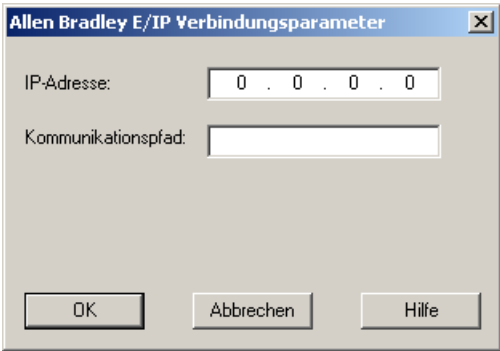 Allen Bradley E/IP Verbindungsparameter
IP-Adresse: 0 . 0 . 0 . 0
Kommunikationspfad:
OK Abbrechen Hilfe